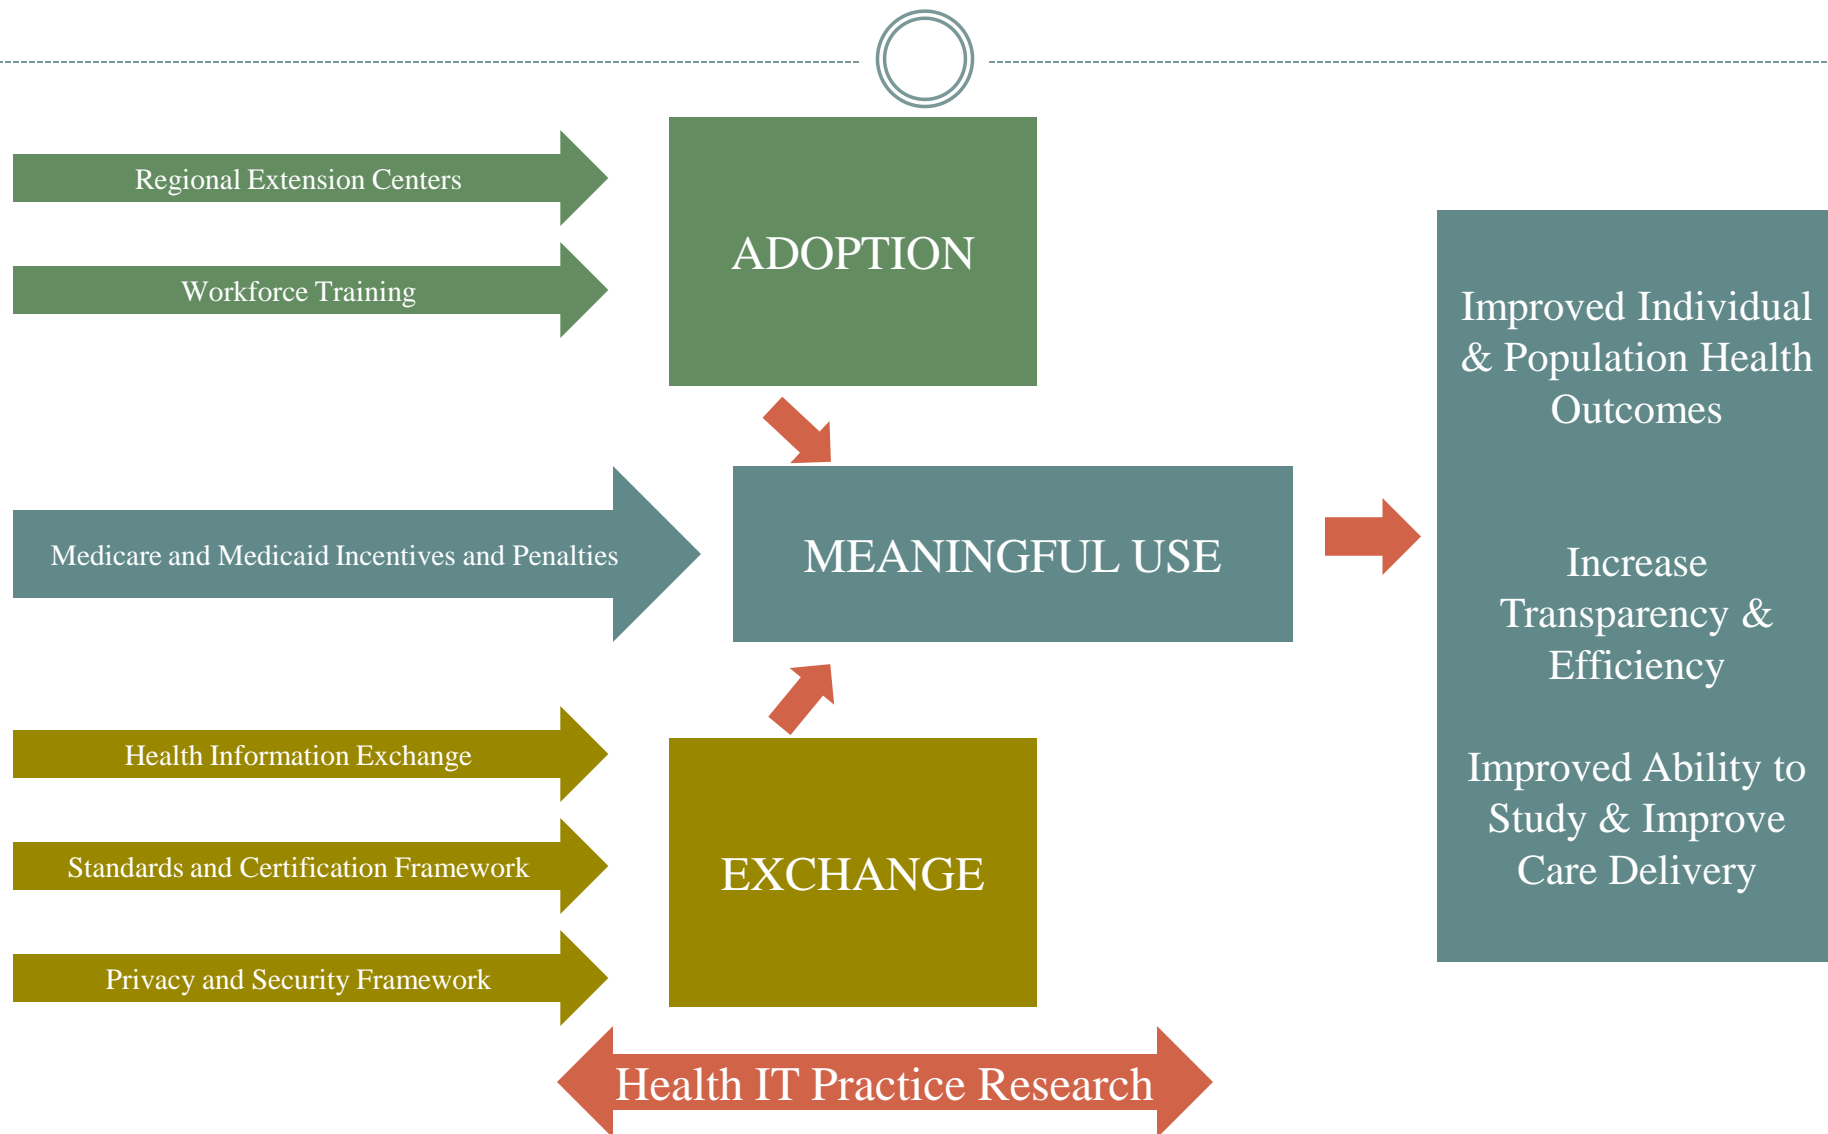 Regional Extension Centers
Workforce Training
ADOPTION
Medicare and Medicaid Incentives and Penalties
MEANINGFUL USE
Health Information Exchange
Standards and Certification Framework
Privacy and Security Framework
EXCHANGE
Health IT Practice Research
Improved Individual
& Population Health
Outcomes
Increase
Transparency &
Efficiency
Improved Ability to
Study & Improve
Care Delivery